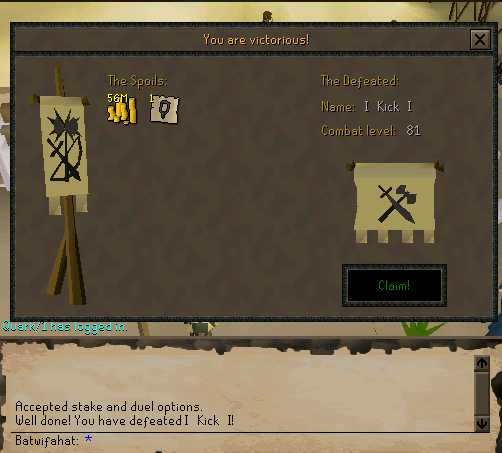 You are victorious!
The Spoils:
56M 1
The Defeated:
Name: I Kick I
Combat level: 81
Claim!
Quark71 has logged in.
Accepted stake and duel options.
Well done! You have defeated I Kick I!
Batwifahat: *